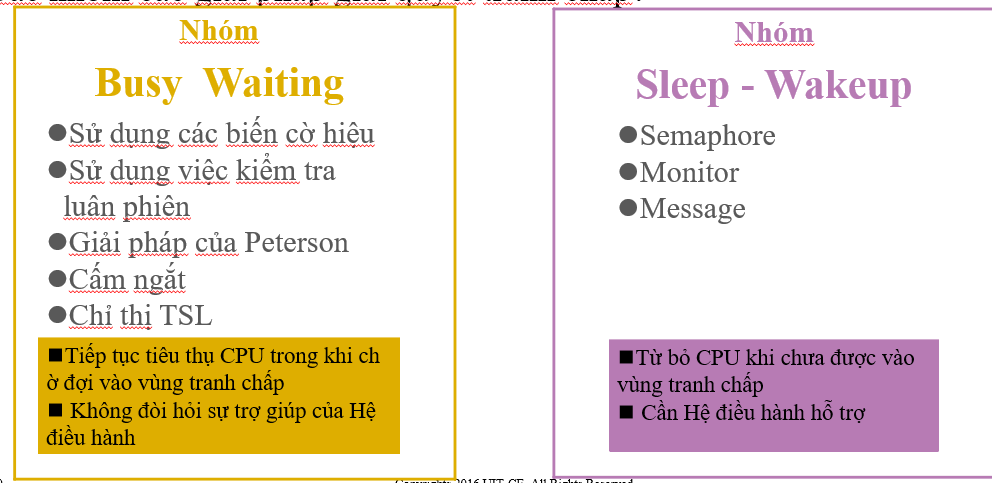 Nhóm
Busy Waiting
●Sử dụng các biến cờ hiệu
●Sử dụng việc kiểm tra
luân phiên
●Giải pháp của Peterson
●Cấm ngắt
●Chỉ thị TSL
■Tiếp tục tiêu thụ CPU trong khi ch
ờ đợi vào vùng tranh chấp
■ Không đòi hỏi sự trợ giúp của Hệ
điều hành
Nhóm
Sleep - Wakeup
●Semaphore
●Monitor
●Message
■Từ bỏ CPU khi chưa được vào
vùng tranh chấp
■ Cần Hệ điều hành hỗ trợ